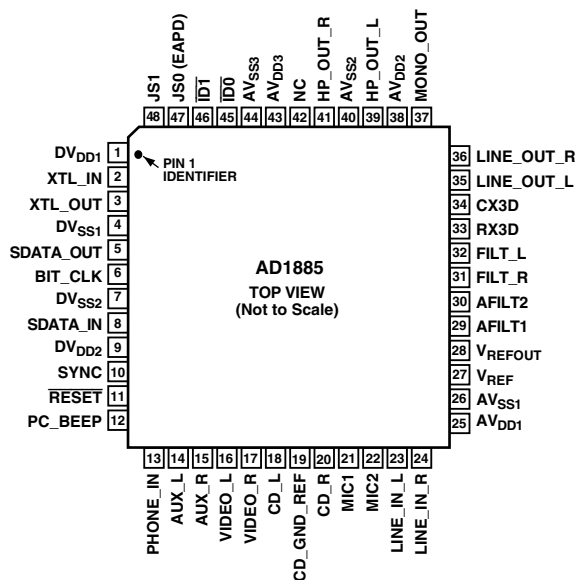 JS1
JS0 (EAPD)
ID1
ID0
AVSS3
AVDD3
NC
HP_OUT_R
AVSS2
HP_OUT_L
AVDD2
MONO_OUT
48 47 46 45 44 43 42 41 40 39 38 37
DVDD1 1
XTL_IN 2
XTL_OUT 3
DVSS1 4
SDATA_OUT 5
BIT_CLK 6
DVSS2 7
SDATA_IN 8
DVDD2 9
SYNC 10
RESET 11
PC_BEEP 12
PIN 1
IDENTIFIER
AD1885
TOP VIEW
(Not to Scale)
36 LINE_OUT_R
35 LINE_OUT_L
34 CX3D
33 RX3D
32 FILT_L
31 FILT_R
30 AFILT2
29 AFILT1
28 VREFOUT
27 VREF
26 AVSS1
25 AVDD1
13 14 15 16 17 18 19 20 21 22 23 24
PHONE_IN
AUX_L
AUX_R
VIDEO_L
VIDEO_R
CD_L
CD_GND_REF
CD_R
MIC1
MIC2
LINE_IN_L
LINE_IN_R